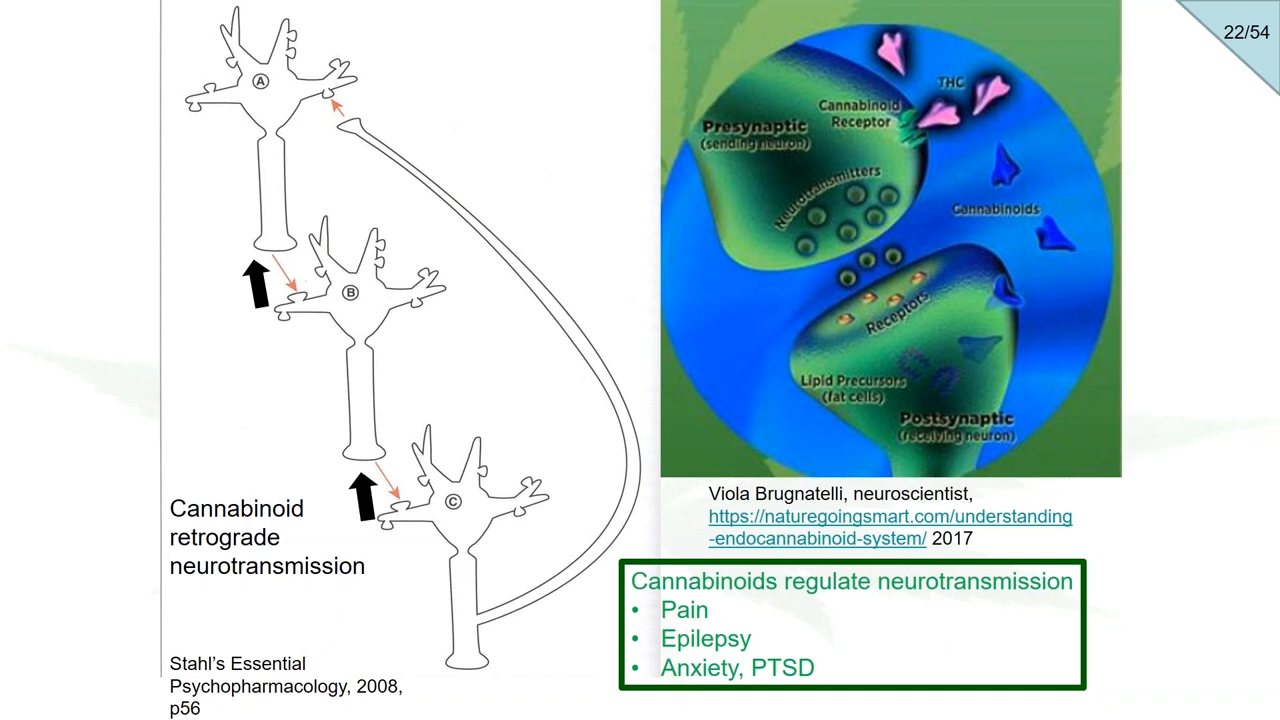 22/54
A
B
C
Cannabinoid
retrograde
neurotransmission
Stahl’s Essential
Psychopharmacology, 2008,
p56
THC
Cannabinoid
Receptor
Presynaptic
(sending neuron)
Neurotransmitters
Cannabinoids
Receptors
Lipid Precursors
(fat cells)
Postsynaptic
(receiving neuron)
Viola Brugnatelli, neuroscientist,
https://naturegoingsmart.com/understanding
-endocannabinoid-system/ 2017
Cannabinoids regulate neurotransmission
• Pain
• Epilepsy
• Anxiety, PTSD